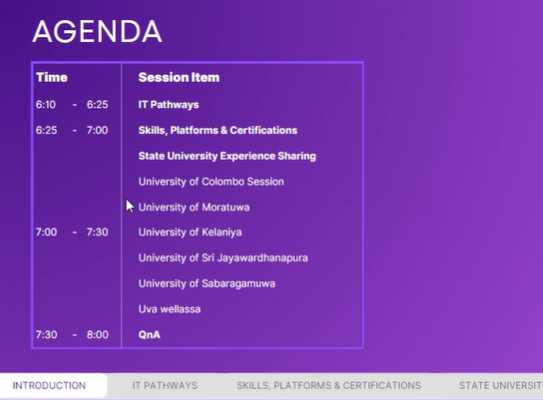 AGENDA
Time Session Item
6:10 - 6:25 IT Pathways
6:25 - 7:00 Skills, Platforms & Certifications
State University Experience Sharing
University of Colombo Session
University of Moratuwa
7:00 - 7:30 University of Kelaniya
University of Sri Jayawardhanapura
University of Sabaragamuwa
Uva wellassa
7:30 - 8:00 QnA
INTRODUCTION IT PATHWAYS SKILLS, PLATFORMS & CERTIFICATIONS STATE UNIVERSIT